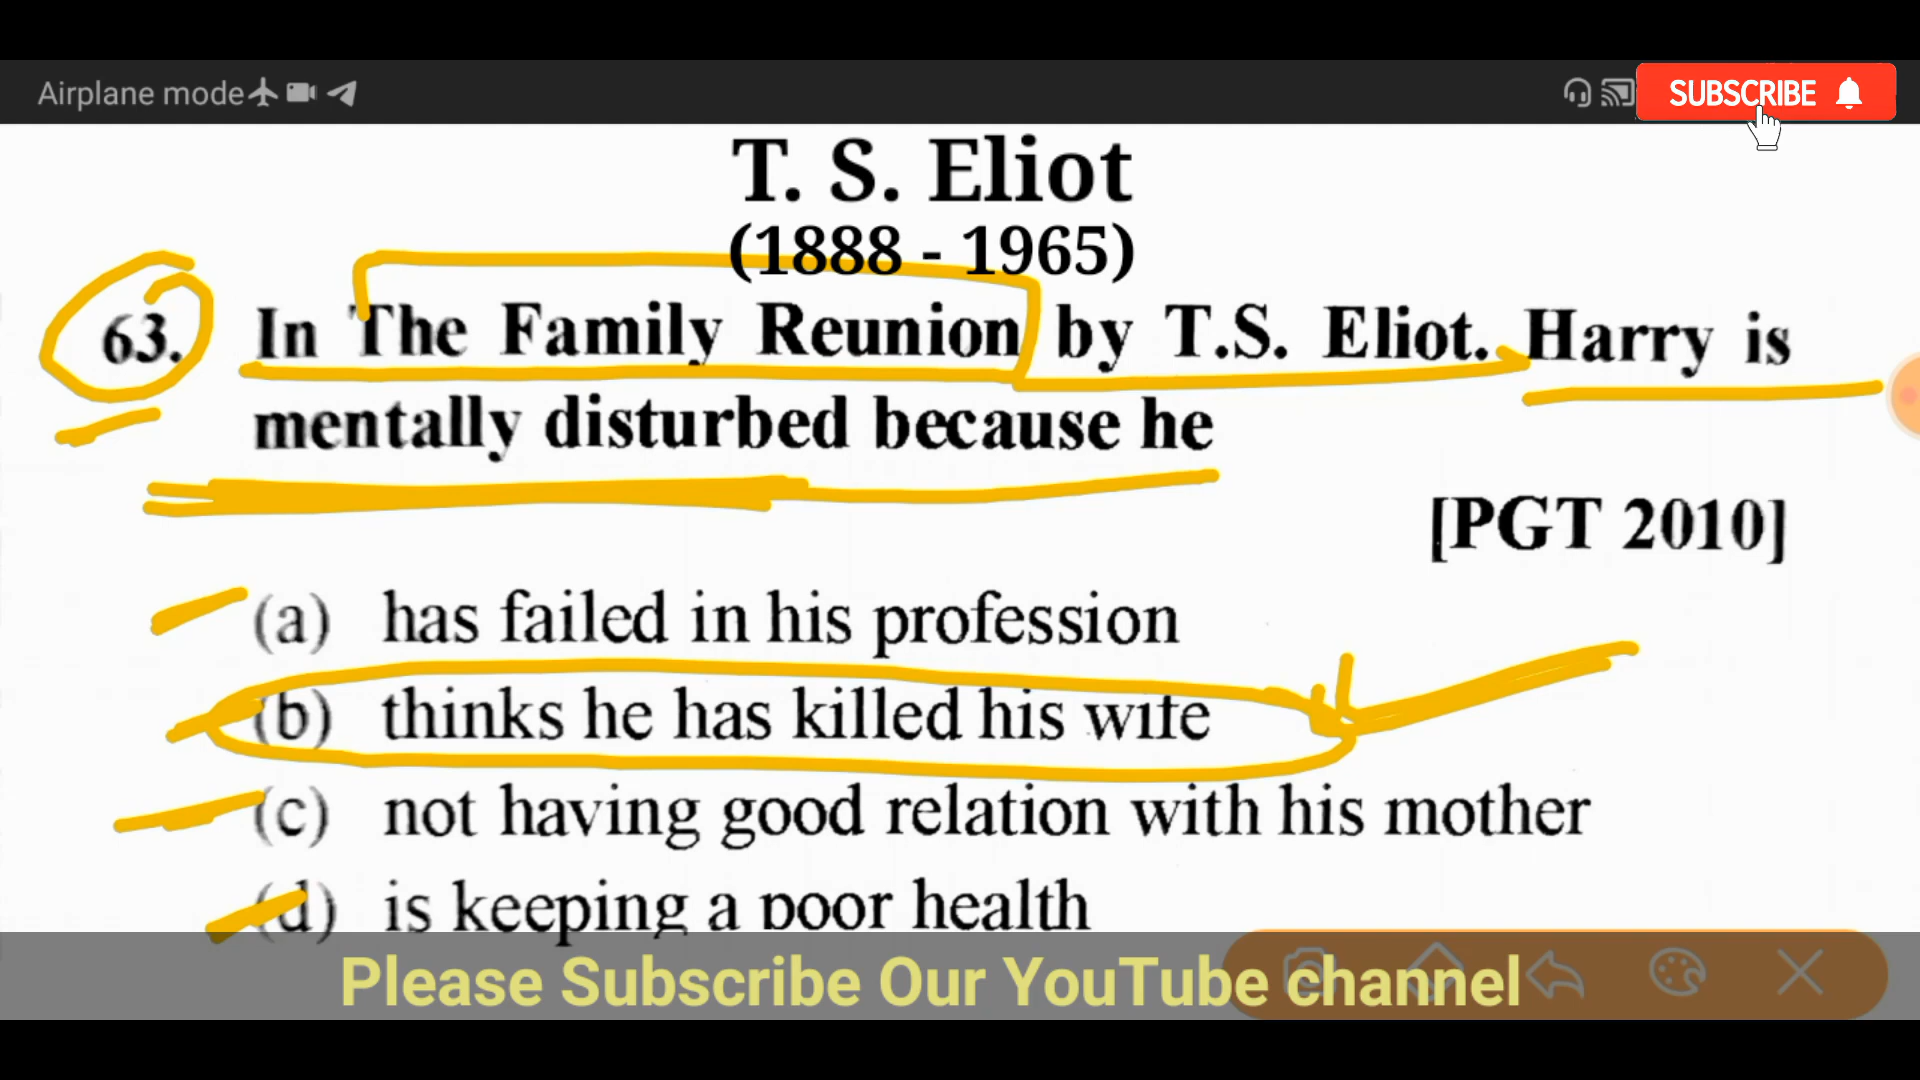 Airplane mode
SUBSCRIBE
T. S. Eliot
(1888 - 1965)
63. In The Family Reunion by T.S. Eliot. Harry is
mentally disturbed because he
[PGT 2010]
(a) has failed in his profession
(b) thinks he has killed his wife
(c) not having good relation with his mother
(d) is keeping a poor health
Please Subscribe Our YouTube channel